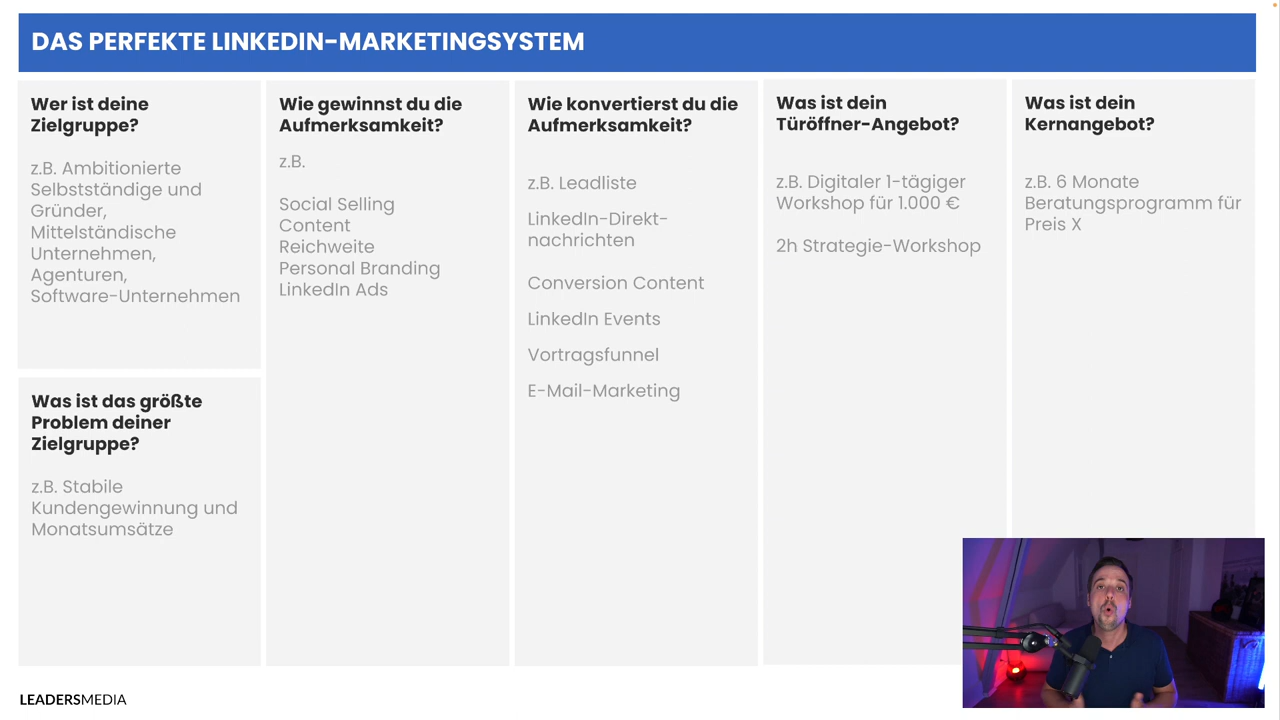 DAS PERFEKTE LINKEDIN-MARKETINGSYSTEM
Wer ist deine
Zielgruppe?
z.B. Ambitionierte
Selbstständige und
Gründer,
Mittelständische
Unternehmen,
Agenturen,
Software-Unternehmen
Was ist das größte
Problem deiner
Zielgruppe?
z.B. Stabile
Kundengewinnung und
Monatsumsätze
Wie gewinnst du die
Aufmerksamkeit?
z.B.
Social Selling
Content
Reichweite
Personal Branding
LinkedIn Ads
Wie konvertierst du die
Aufmerksamkeit?
z.B. Leadliste
LinkedIn-Direkt-
nachrichten
Conversion Content
LinkedIn Events
Vortragsfunnel
E-Mail-Marketing
Was ist dein
Türöffner-Angebot?
z.B. Digitaler 1-tägiger
Workshop für 1.000 €
2h Strategie-Workshop
Was ist dein
Kernangebot?
z.B. 6 Monate
Beratungsprogramm für
Preis X
LEADERSMEDIA